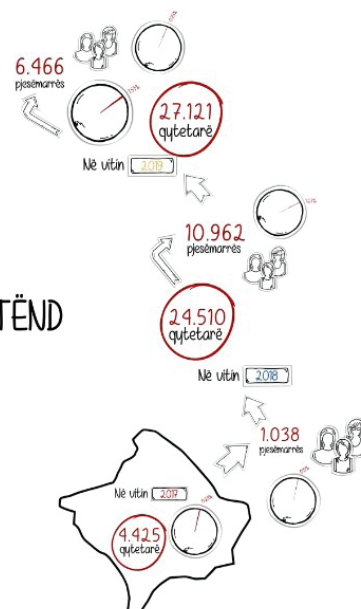 6.466
pjesëmarrës
27.121
qytetarë
Në vitin 2019
10.962
pjesëmarrës
TËND
24.510
qytetarë
Në vitin 2018
1.038
pjesëmarrës
Në vitin 2017
4.425
qytetarë